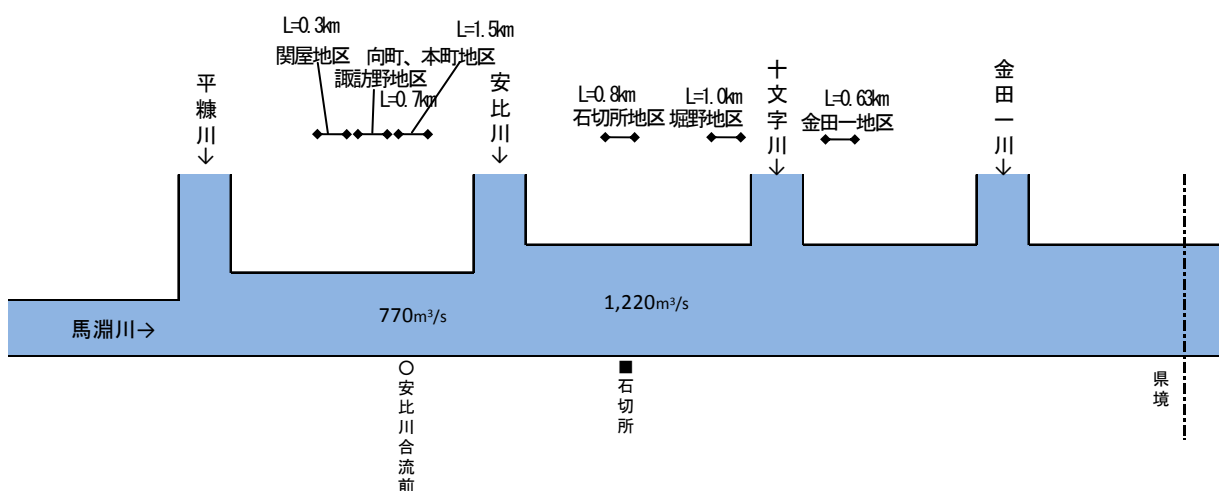 L=0.3km
関屋地区
向町、本町地区
L=1.5km
諏訪野地区
L=0.7km
平糠川↓
安比川↓
L=0.8km
石切所地区
L=1.0km
堀野地区
十文字川↓
L=0.63km
金田一地区
金田一川↓
馬淵川→
770m³/s
1,220m³/s
○安比川合流前
■石切所
県境